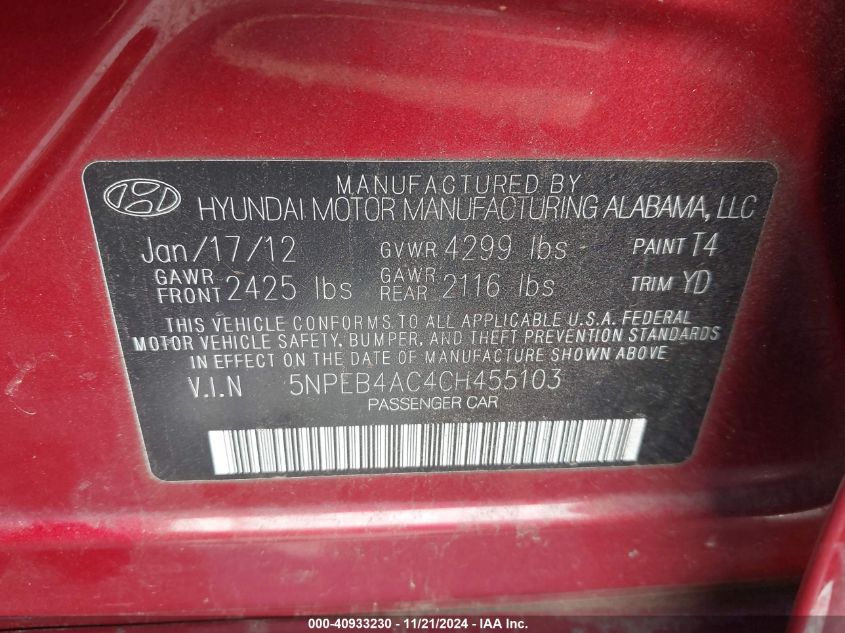 MANUFACTURED BY
HYUNDAI MOTOR MANUFACTURING ALABAMA, LLC
Jan/17/12 GVWR 4299 lbs PAINT T4
GAWR FRONT 2425 lbs GAWR REAR 2116 lbs TRIM YD
THIS VEHICLE CONFORMS TO ALL APPLICABLE U.S.A. FEDERAL
MOTOR VEHICLE SAFETY, BUMPER, AND THEFT PREVENTION STANDARDS
IN EFFECT ON THE DATE OF MANUFACTURE SHOWN ABOVE
V.I.N 5NPEB4AC4CH455103
PASSENGER CAR
000-40933230 - 11/21/2024 - IAA Inc.